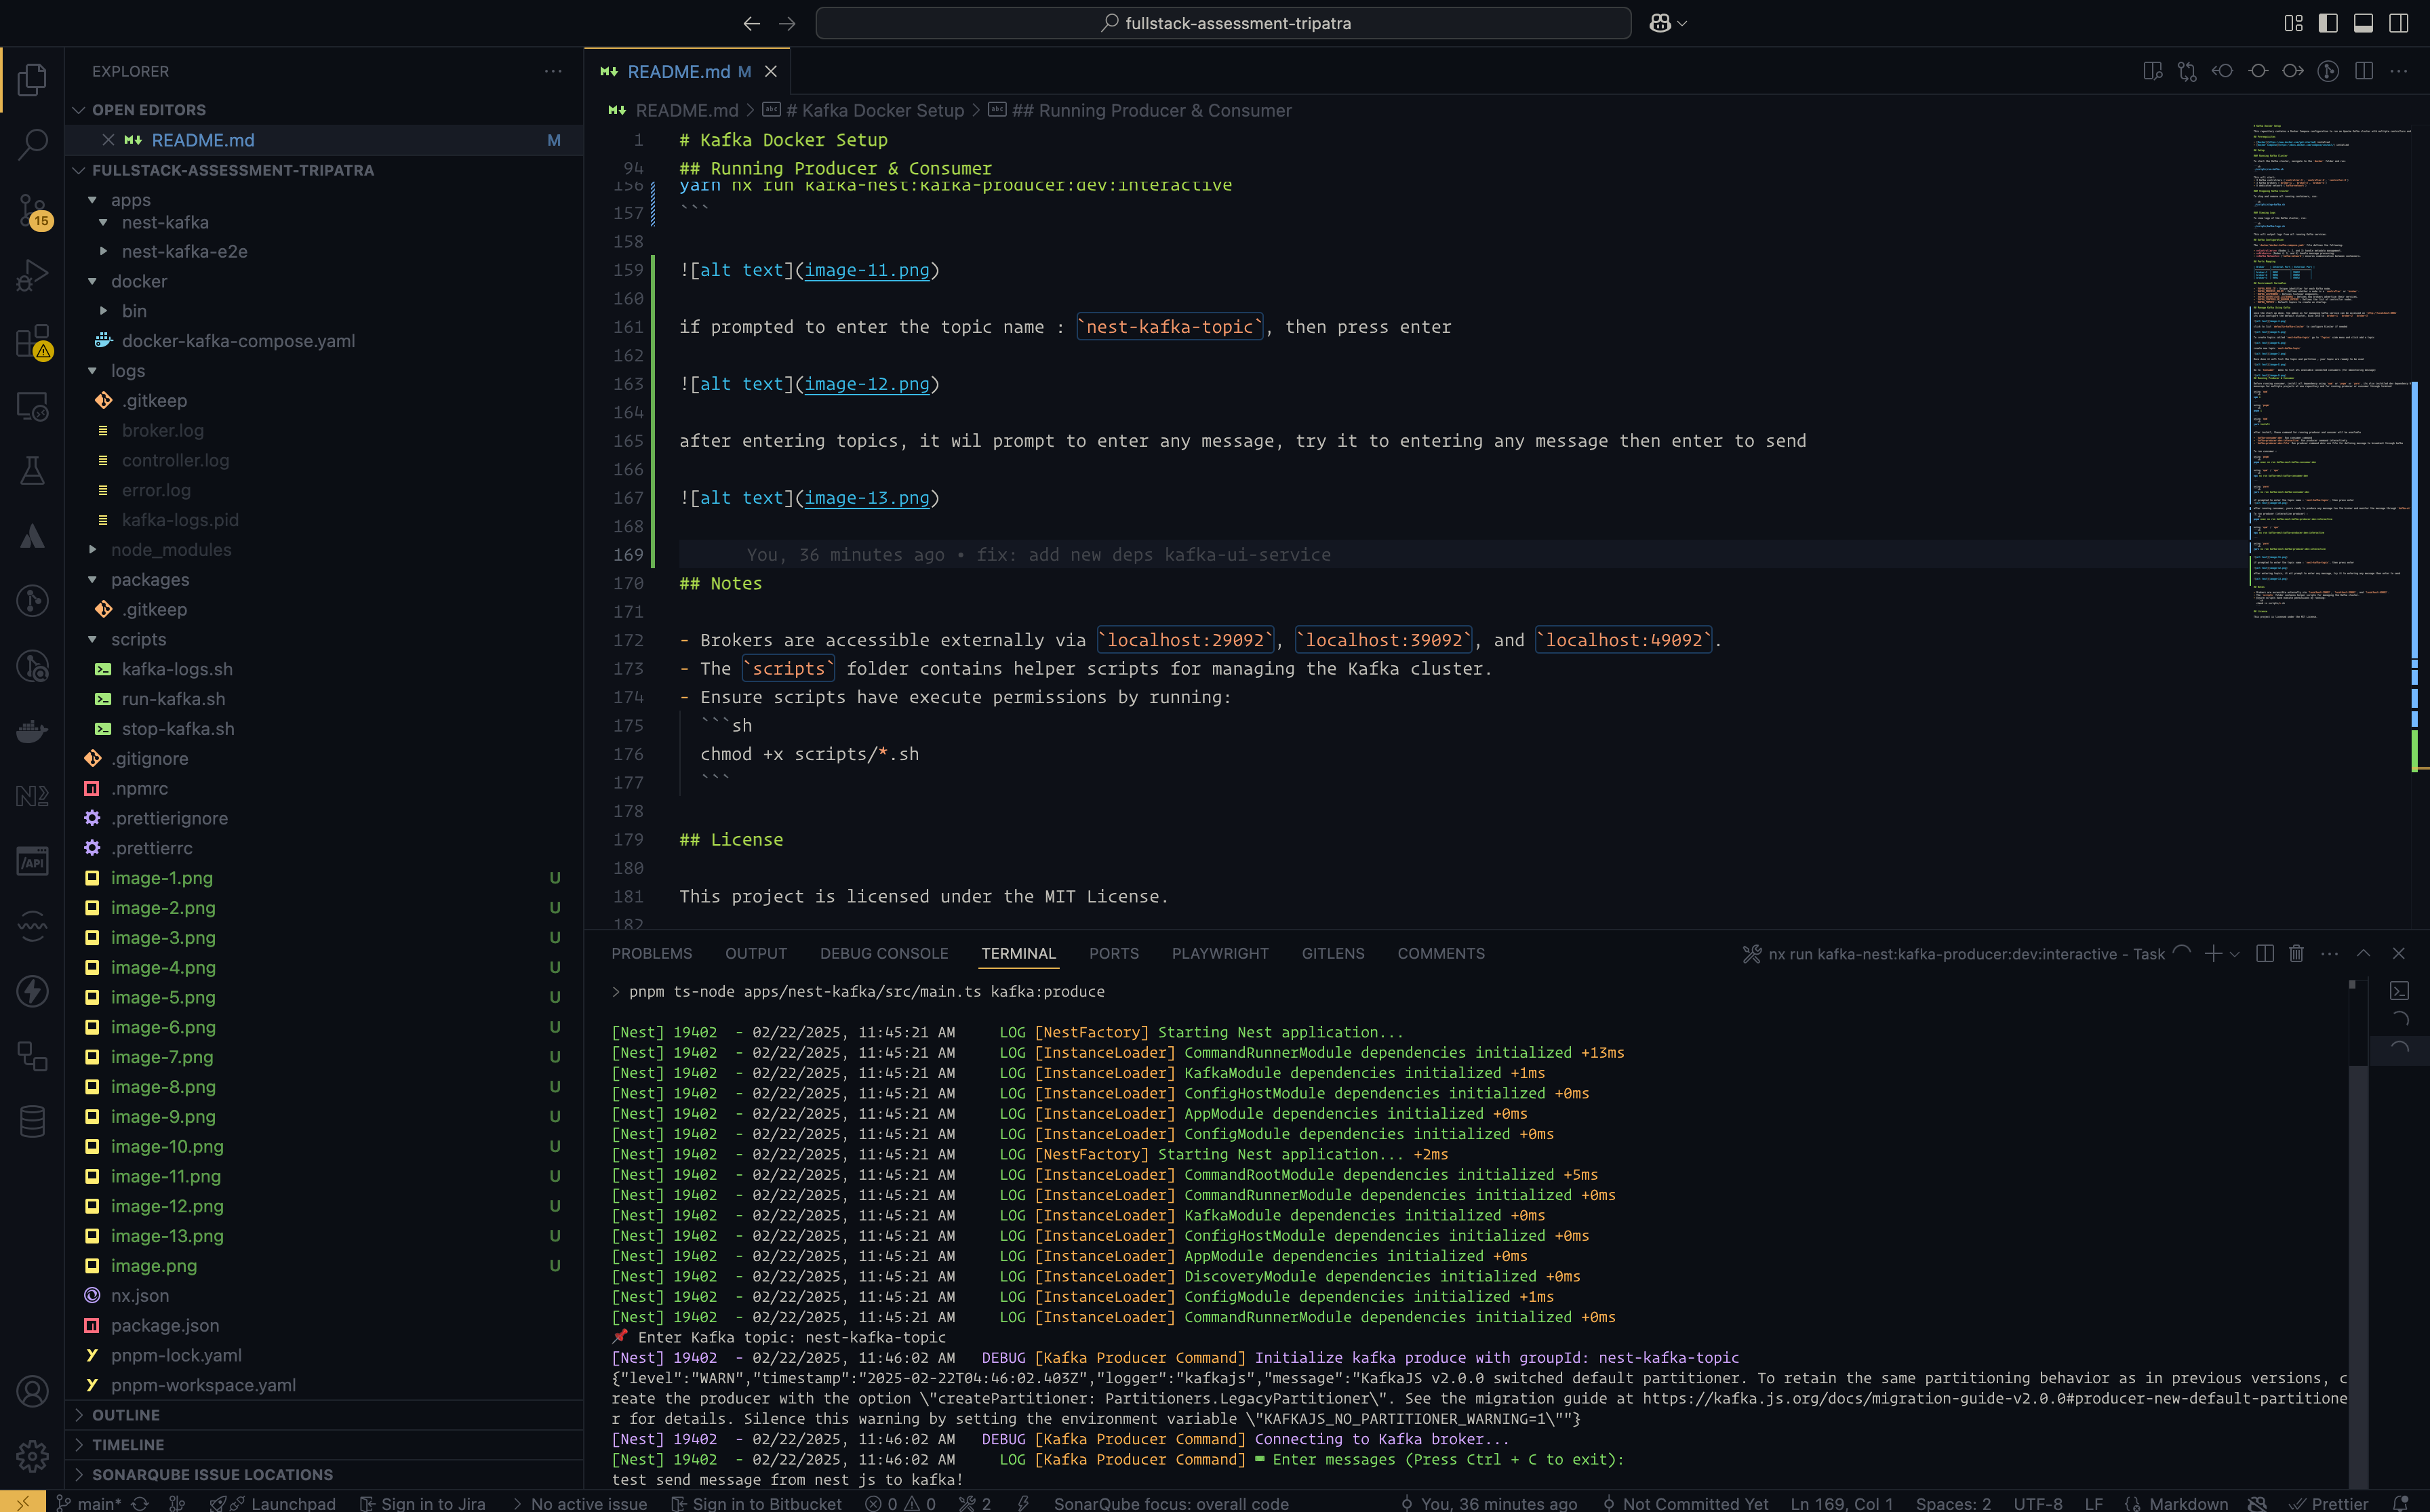 fullstack-assessment-tripatra
EXPLORER
OPEN EDITORS
README.md M
FULLSTACK-ASSESSMENT-TRIPATRA
apps
nest-kafka
nest-kafka-e2e
docker
bin
docker-kafka-compose.yaml
logs
.gitkeep
broker.log
controller.log
error.log
kafka-logs.pid
node_modules
packages
.gitkeep
scripts
kafka-logs.sh
run-kafka.sh
stop-kafka.sh
.gitignore
.npmrc
.prettierignore
.prettierrc
image-1.png U
image-2.png U
image-3.png U
image-4.png U
image-5.png U
image-6.png U
image-7.png U
image-8.png U
image-9.png U
image-10.png U
image-11.png U
image-12.png U
image-13.png U
image.png U
nx.json
package.json
pnpm-lock.yaml
pnpm-workspace.yaml
OUTLINE
TIMELINE
SONARQUBE ISSUE LOCATIONS
15
README.md M
README.md > # Kafka Docker Setup > ## Running Producer & Consumer
1 # Kafka Docker Setup
94 ## Running Producer & Consumer
156 yarn nx run kafka-nest:kafka-producer:dev:interactive
157 ```
158
159 ![alt text](image-11.png)
160
161 if prompted to enter the topic name : `nest-kafka-topic`, then press enter
162
163 ![alt text](image-12.png)
164
165 after entering topics, it wil prompt to enter any message, try it to entering any message then enter to send
166
167 ![alt text](image-13.png)
168
169 You, 36 minutes ago • fix: add new deps kafka-ui-service
170 ## Notes
171
172 - Brokers are accessible externally via `localhost:29092`, `localhost:39092`, and `localhost:49092`.
173 - The `scripts` folder contains helper scripts for managing the Kafka cluster.
174 - Ensure scripts have execute permissions by running:
175 ```sh
176 chmod +x scripts/*.sh
177 ```
178
179 ## License
180
181 This project is licensed under the MIT License.
182
PROBLEMS OUTPUT DEBUG CONSOLE TERMINAL PORTS PLAYWRIGHT GITLENS COMMENTS nx run kafka-nest:kafka-producer:dev:interactive - Task
> pnpm ts-node apps/nest-kafka/src/main.ts kafka:produce
[Nest] 19402 - 02/22/2025, 11:45:21 AM LOG [NestFactory] Starting Nest application...
[Nest] 19402 - 02/22/2025, 11:45:21 AM LOG [InstanceLoader] CommandRunnerModule dependencies initialized +13ms
[Nest] 19402 - 02/22/2025, 11:45:21 AM LOG [InstanceLoader] KafkaModule dependencies initialized +1ms
[Nest] 19402 - 02/22/2025, 11:45:21 AM LOG [InstanceLoader] ConfigHostModule dependencies initialized +0ms
[Nest] 19402 - 02/22/2025, 11:45:21 AM LOG [InstanceLoader] AppModule dependencies initialized +0ms
[Nest] 19402 - 02/22/2025, 11:45:21 AM LOG [InstanceLoader] ConfigModule dependencies initialized +0ms
[Nest] 19402 - 02/22/2025, 11:45:21 AM LOG [NestFactory] Starting Nest application... +2ms
[Nest] 19402 - 02/22/2025, 11:45:21 AM LOG [InstanceLoader] CommandRootModule dependencies initialized +5ms
[Nest] 19402 - 02/22/2025, 11:45:21 AM LOG [InstanceLoader] CommandRunnerModule dependencies initialized +0ms
[Nest] 19402 - 02/22/2025, 11:45:21 AM LOG [InstanceLoader] KafkaModule dependencies initialized +0ms
[Nest] 19402 - 02/22/2025, 11:45:21 AM LOG [InstanceLoader] ConfigHostModule dependencies initialized +0ms
[Nest] 19402 - 02/22/2025, 11:45:21 AM LOG [InstanceLoader] AppModule dependencies initialized +0ms
[Nest] 19402 - 02/22/2025, 11:45:21 AM LOG [InstanceLoader] DiscoveryModule dependencies initialized +0ms
[Nest] 19402 - 02/22/2025, 11:45:21 AM LOG [InstanceLoader] ConfigModule dependencies initialized +1ms
[Nest] 19402 - 02/22/2025, 11:45:21 AM LOG [InstanceLoader] CommandRunnerModule dependencies initialized +0ms
📌 Enter Kafka topic: nest-kafka-topic
[Nest] 19402 - 02/22/2025, 11:46:02 AM DEBUG [Kafka Producer Command] Initialize kafka produce with groupId: nest-kafka-topic
{"level":"WARN","timestamp":"2025-02-22T04:46:02.403Z","logger":"kafkajs","message":"KafkaJS v2.0.0 switched default partitioner. To retain the same partitioning behavior as in previous versions, c
reate the producer with the option \"createPartitioner: Partitioners.LegacyPartitioner\". See the migration guide at https://kafka.js.org/docs/migration-guide-v2.0.0#producer-new-default-partitione
r for details. Silence this warning by setting the environment variable \"KAFKAJS_NO_PARTITIONER_WARNING=1\""}
[Nest] 19402 - 02/22/2025, 11:46:02 AM DEBUG [Kafka Producer Command] Connecting to Kafka broker...
[Nest] 19402 - 02/22/2025, 11:46:02 AM LOG [Kafka Producer Command] Enter messages (Press Ctrl + C to exit):
test send message from nest js to kafka!
main* Launchpad Sign in to Jira No active issue Sign in to Bitbucket 0 0 2 SonarQube focus: overall code You, 36 minutes ago Not Committed Yet Ln 169, Col 1 Spaces: 2 UTF-8 LF Markdown Prettier